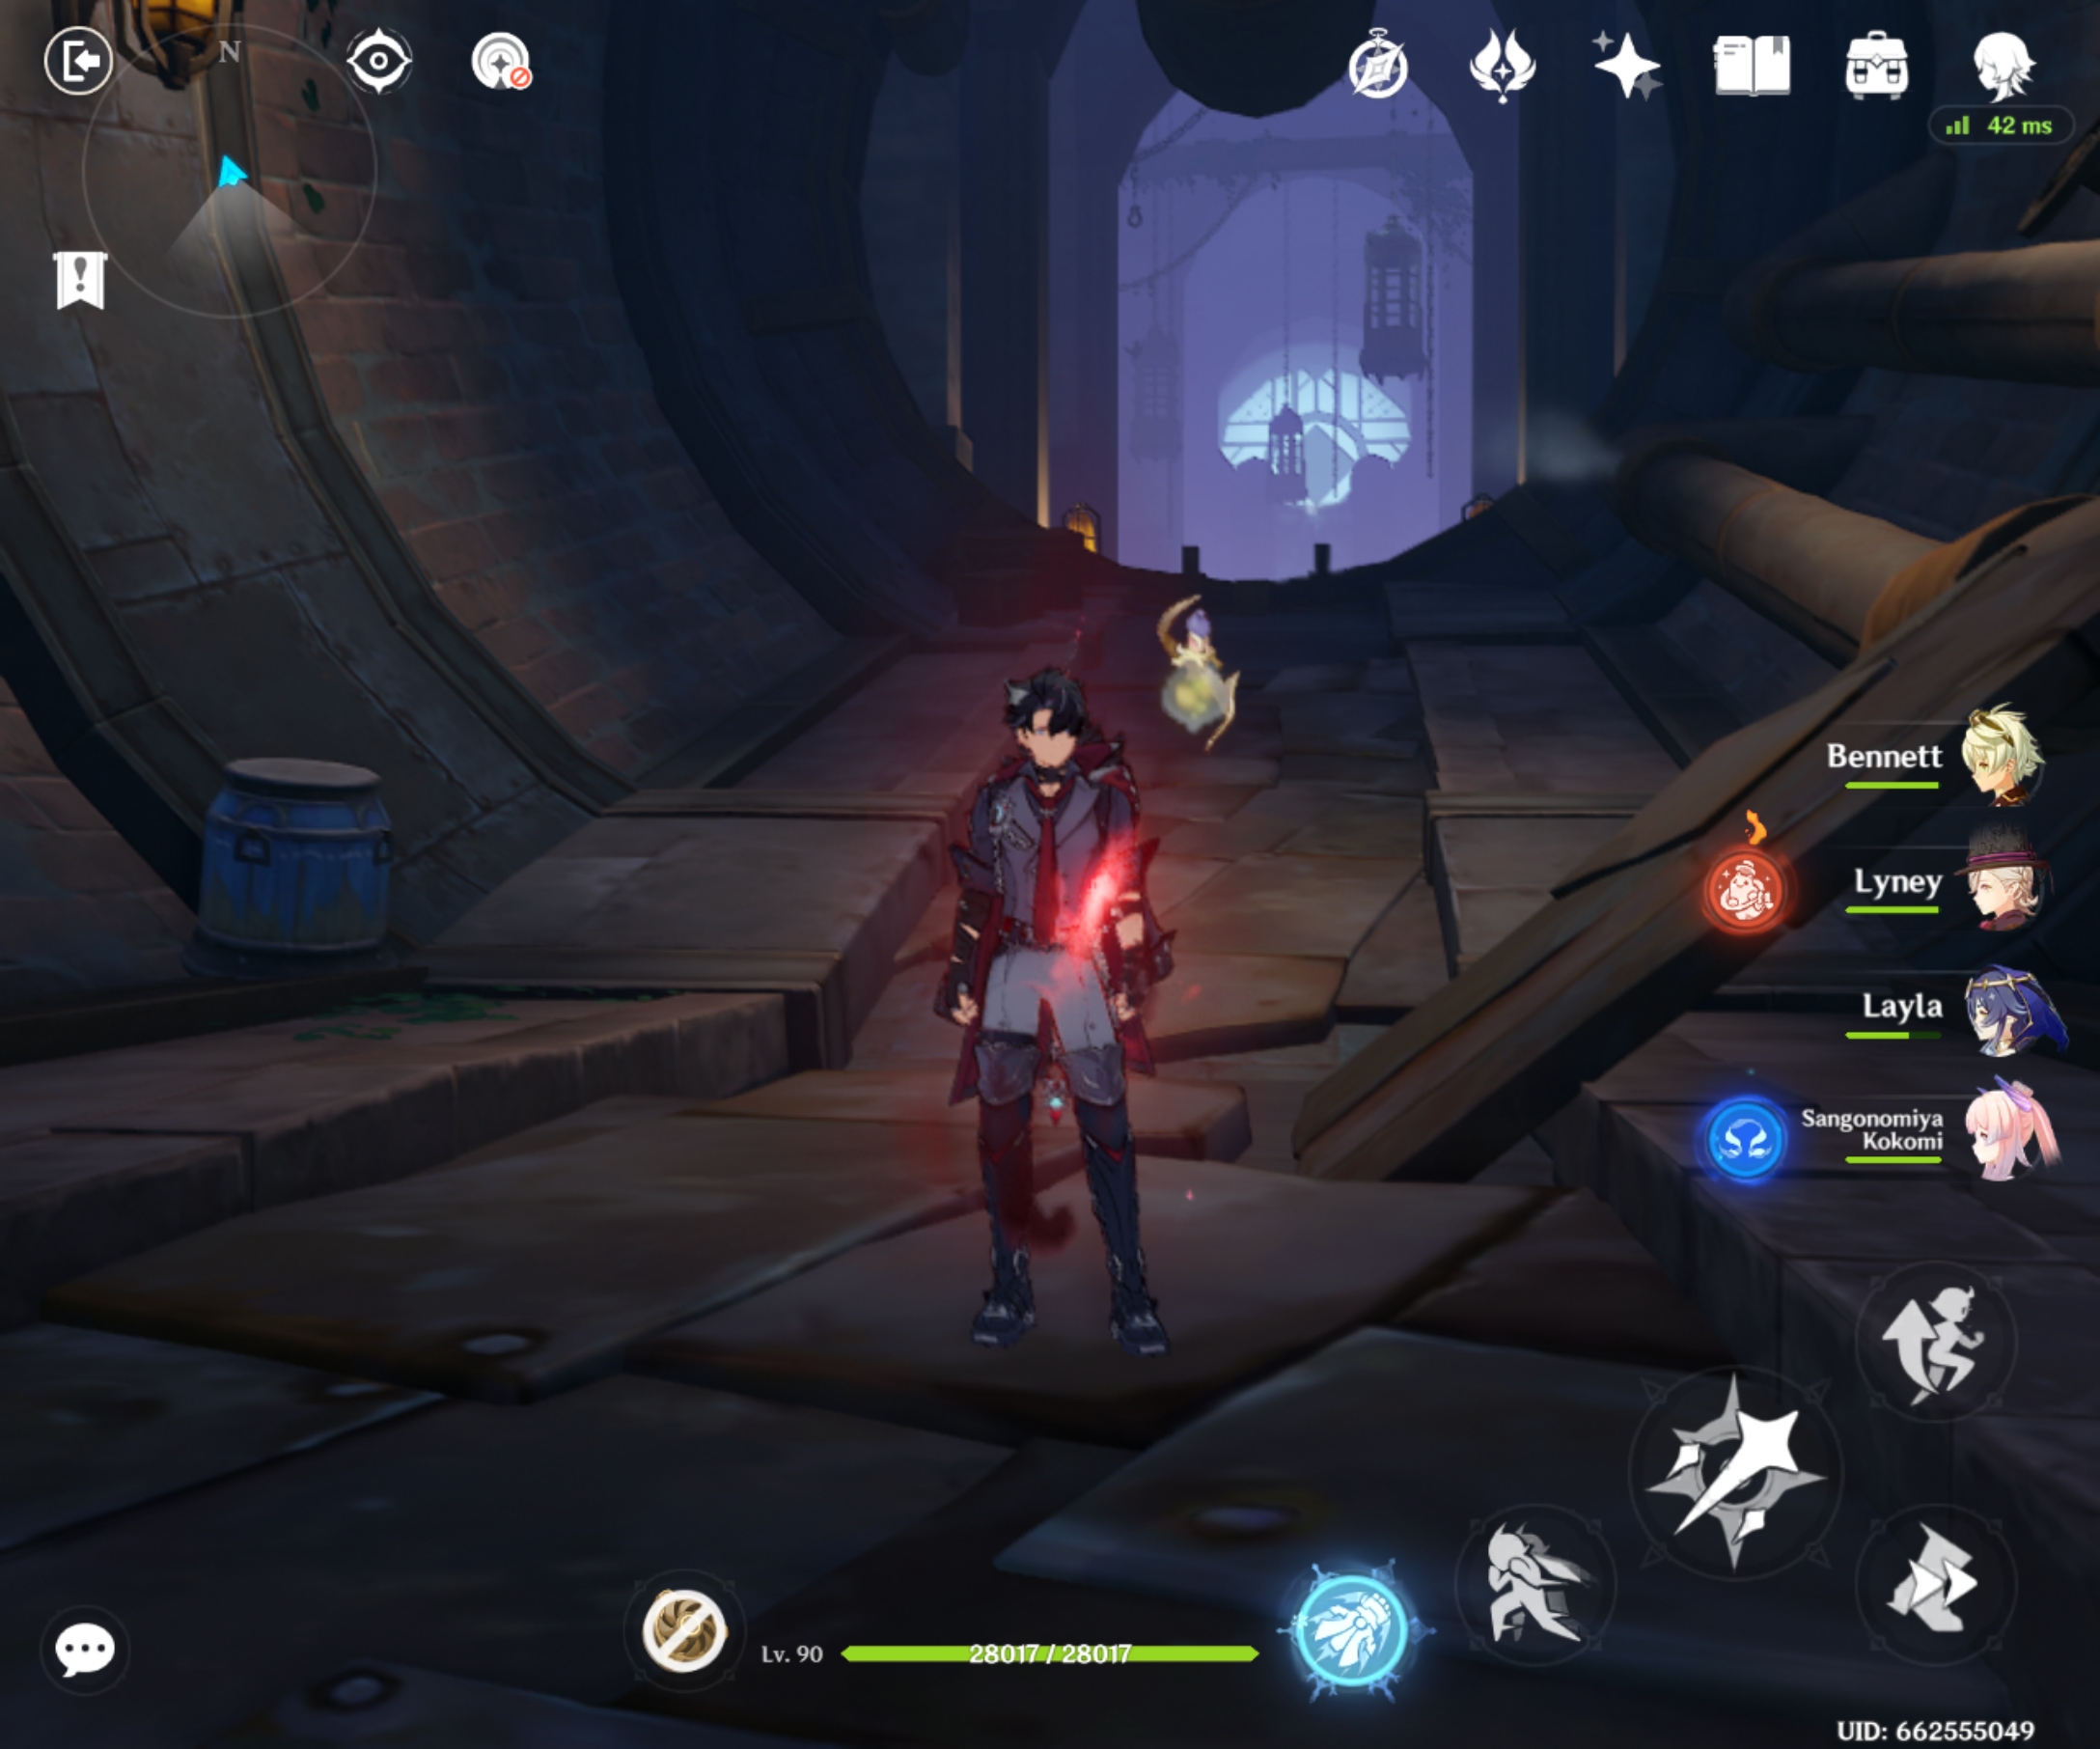 N
42 ms
Bennett
Lyney
Layla
Sangonomiya
Kokomi
Lv. 90
28017 / 28017
UID: 662555049